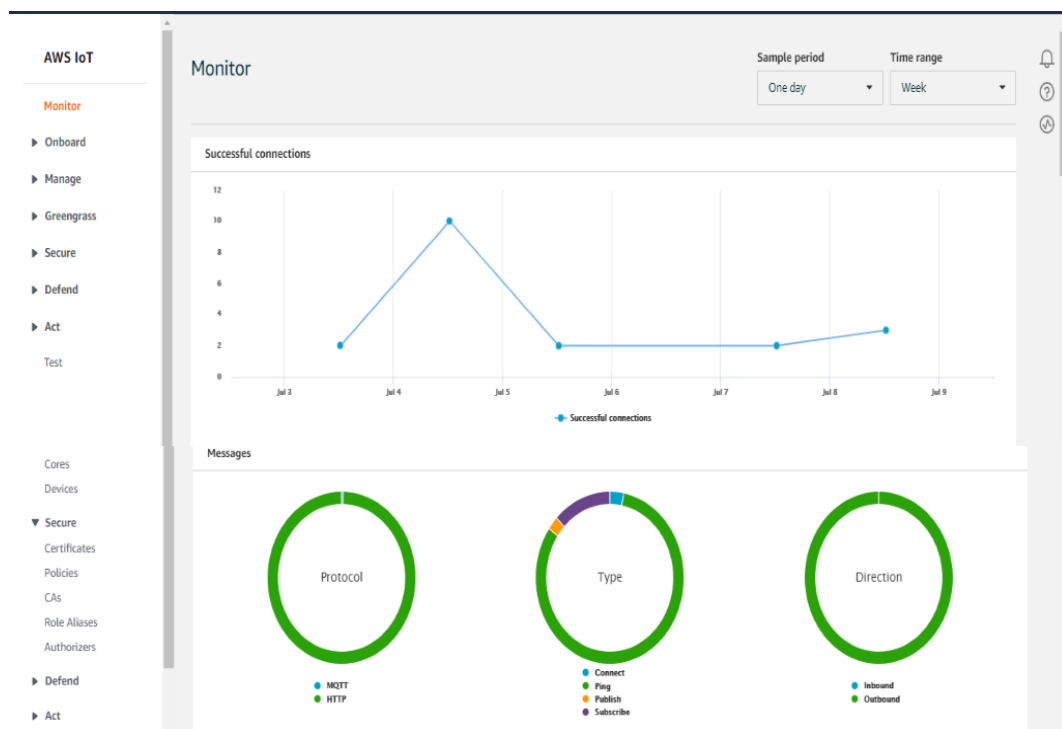 AWS IoT
Monitor
Onboard
Manage
Greengrass
Secure
Defend
Act
Test
Cores
Devices
Secure
Certificates
Policies
CAs
Role Aliases
Authorizers
Defend
Act
Monitor
Sample period
One day
Time range
Week
Successful connections
12
10
8
6
4
2
0
Jul 3
Jul 4
Jul 5
Jul 6
Jul 7
Jul 8
Jul 9
Successful connections
Messages
Protocol
MQTT
HTTP
Type
Connect
Ping
Publish
Subscribe
Direction
Inbound
Outbound